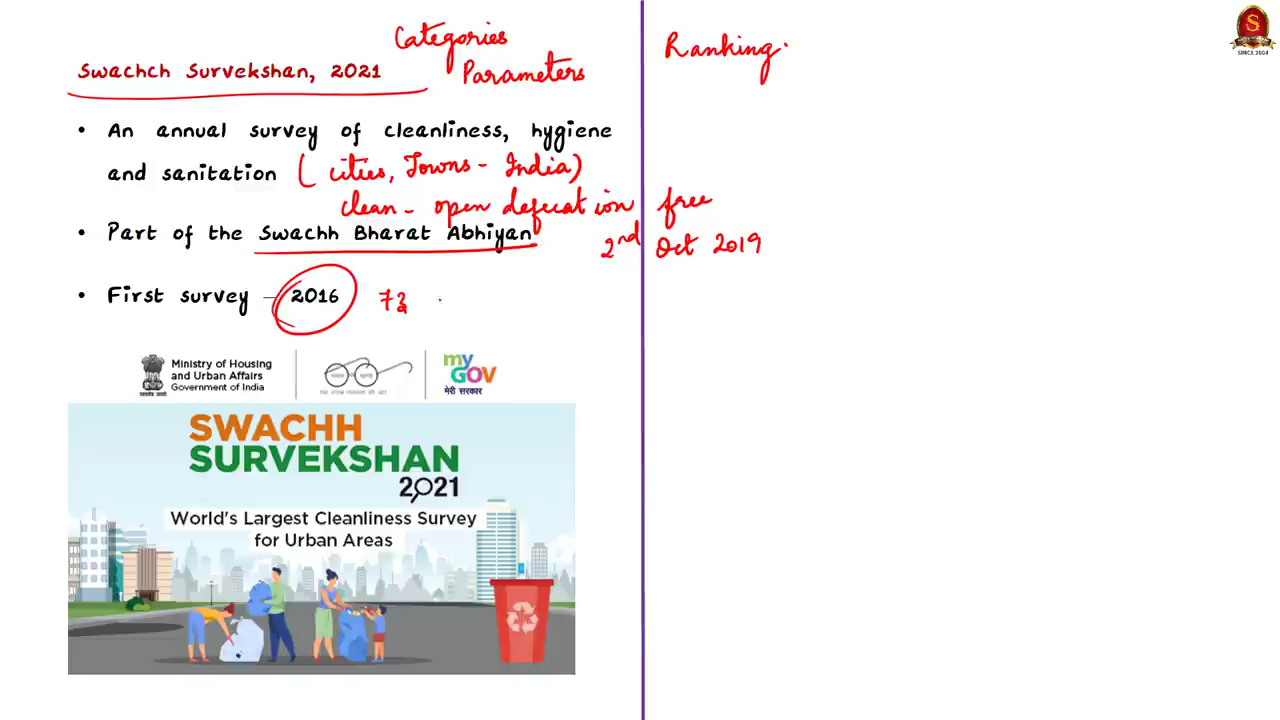 Categories
Swachch Survekshan, 2021
Parameters
• An annual survey of cleanliness, hygiene
and sanitation (cities, Towns - India)
clean - open defecation free
• Part of the Swachh Bharat Abhiyan
2nd Oct 2019
• First survey – 2016 73
Ministry of Housing
and Urban Affairs
Government of India
my
GOV
मेरी सरकार
SWACHH
SURVEKSHAN
2021
World's Largest Cleanliness Survey
for Urban Areas
Ranking.
S
SINCE 2004